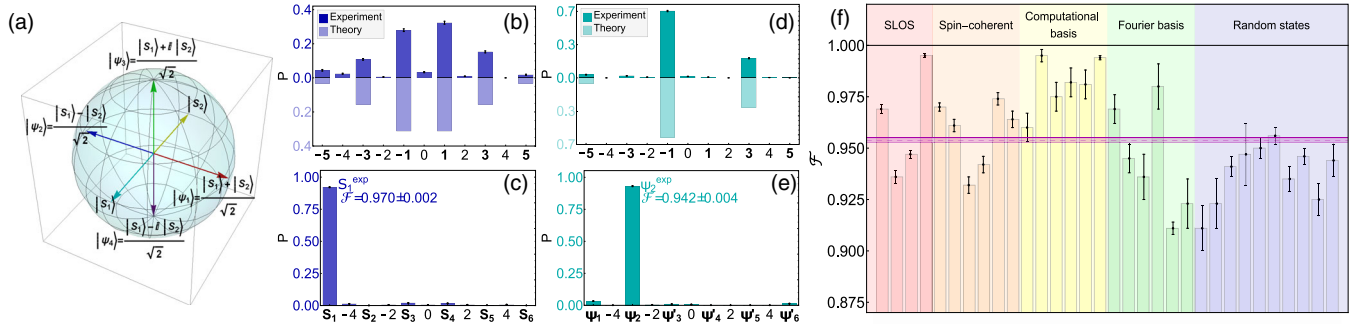 (a)
|ψ3⟩=|S1⟩+ℓ|S2⟩
√2
|S2⟩
|ψ2⟩=|S1⟩-|S2⟩
√2
|S1⟩
|ψ1⟩=|S1⟩+|S2⟩
√2
|ψ4⟩=|S1⟩-ℓ|S2⟩
√2
(b)
Experiment
Theory
P
0.4
0.2
0.0
0.2
0.4
-5 -4 -3 -2 -1 0 1 2 3 4 5
(c)
S1exp
ℱ=0.970±0.002
P
1.00
0.75
0.50
0.25
0.00
S1 -4 S2 -2 S3 0 S4 2 S5 4 S6
(d)
Experiment
Theory
P
0.7
0.3
0.0
0.3
0.7
-5 -4 -3 -2 -1 0 1 2 3 4 5
(e)
Ψ2exp
ℱ=0.942±0.004
P
1.00
0.75
0.50
0.25
0.00
Ψ1 -4 Ψ2 -2 Ψ'3 0 Ψ'4 2 Ψ'5 4 Ψ'6
(f)
SLOS
Spin-coherent
Computational
basis
Fourier basis
Random states
ℱ
1.000
0.975
0.950
0.925
0.900
0.875